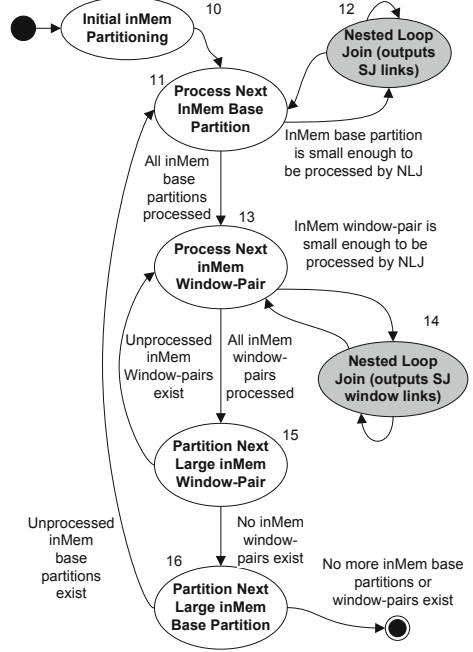 10
Initial inMem
Partitioning
12
Nested Loop
Join (outputs
SJ links)
11
Process Next
InMem Base
Partition
InMem base partition
is small enough to
be processed by NLJ
All inMem
base
partitions
processed
13
InMem window-pair is
small enough to be
processed by NLJ
Process Next
inMem
Window-Pair
14
Unprocessed
inMem
Window-pairs
exist
All inMem
window-
pairs
processed
Nested Loop
Join (outputs SJ
window links)
15
Partition Next
Large inMem
Window-Pair
Unprocessed
inMem
base
partitions
exist
No inMem
window-
pairs exist
16
Partition Next
Large inMem
Base Partition
No more inMem base
partitions or
window-pairs exist